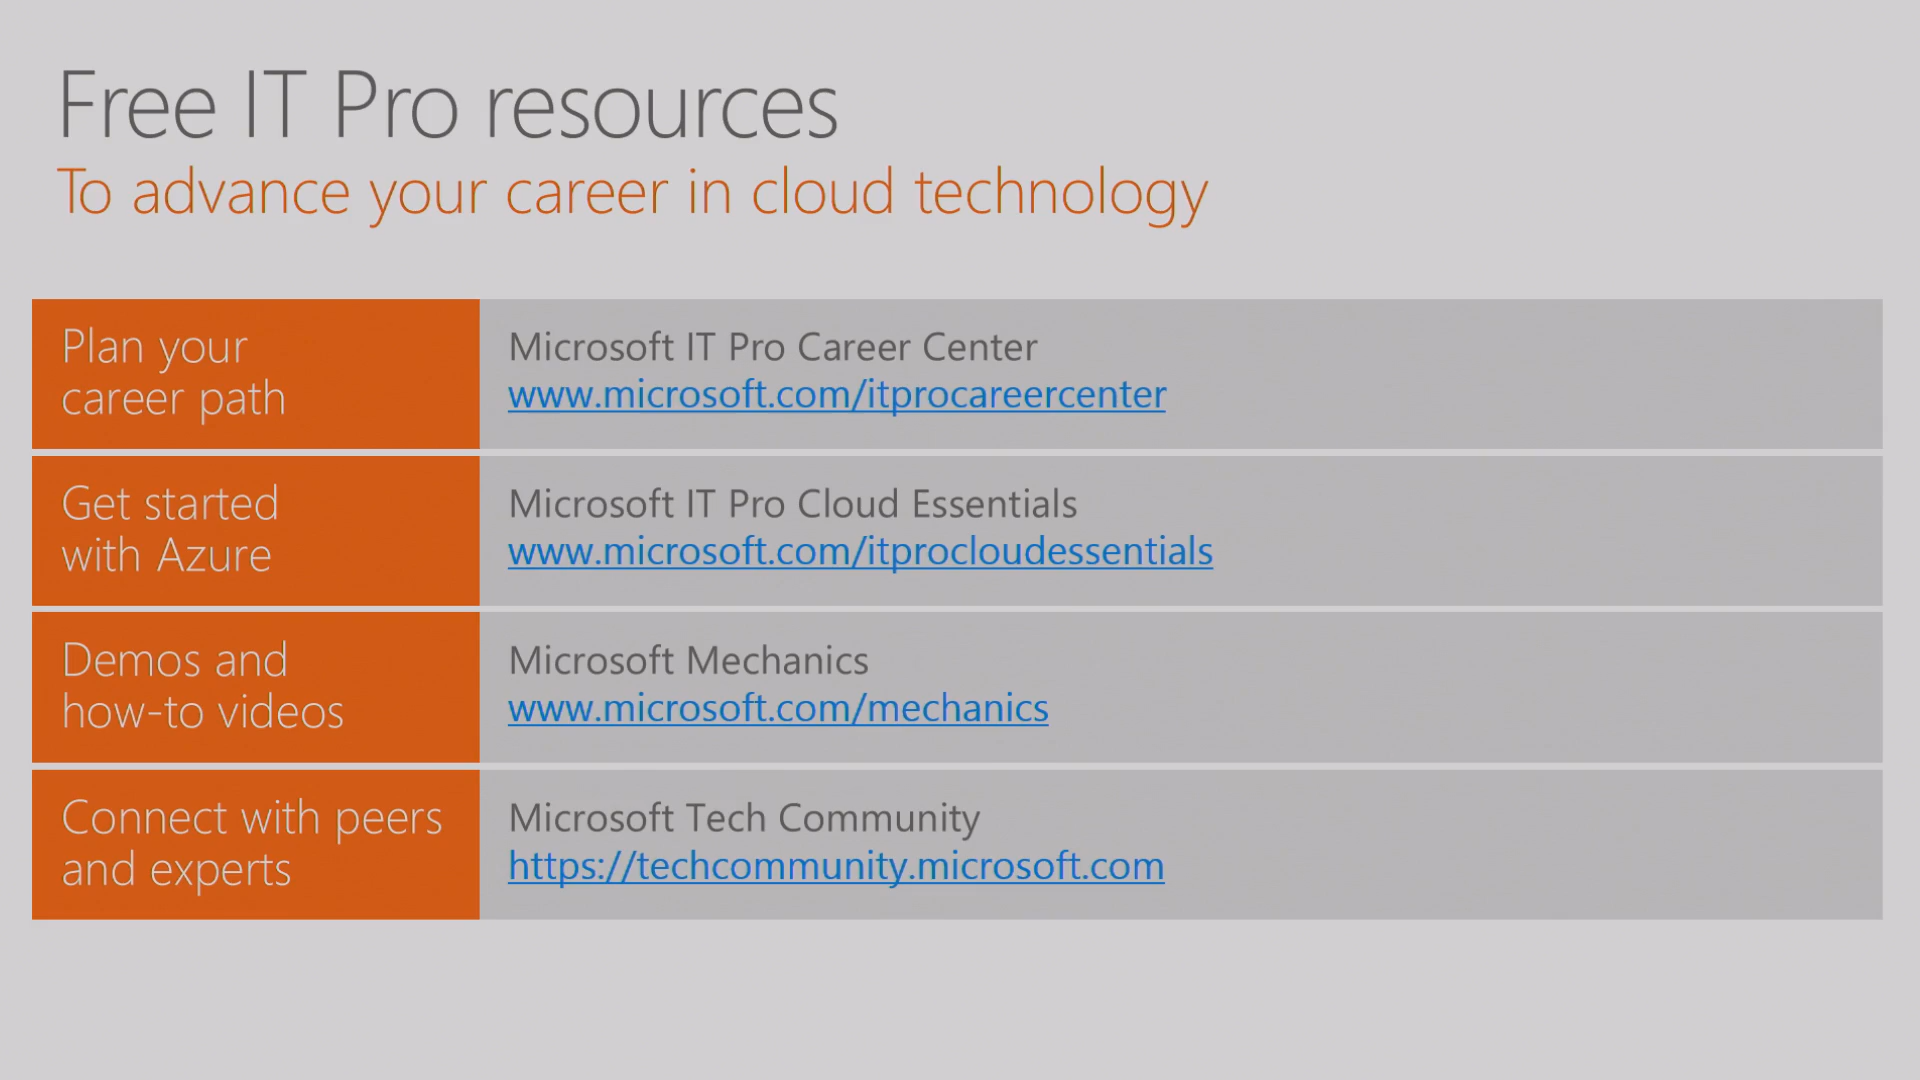 Free IT Pro resources
To advance your career in cloud technology
Plan your
career path
Microsoft IT Pro Career Center
www.microsoft.com/itprocareercenter
Get started
with Azure
Microsoft IT Pro Cloud Essentials
www.microsoft.com/itprocloudessentials
Demos and
how-to videos
Microsoft Mechanics
www.microsoft.com/mechanics
Connect with peers
and experts
Microsoft Tech Community
https://techcommunity.microsoft.com